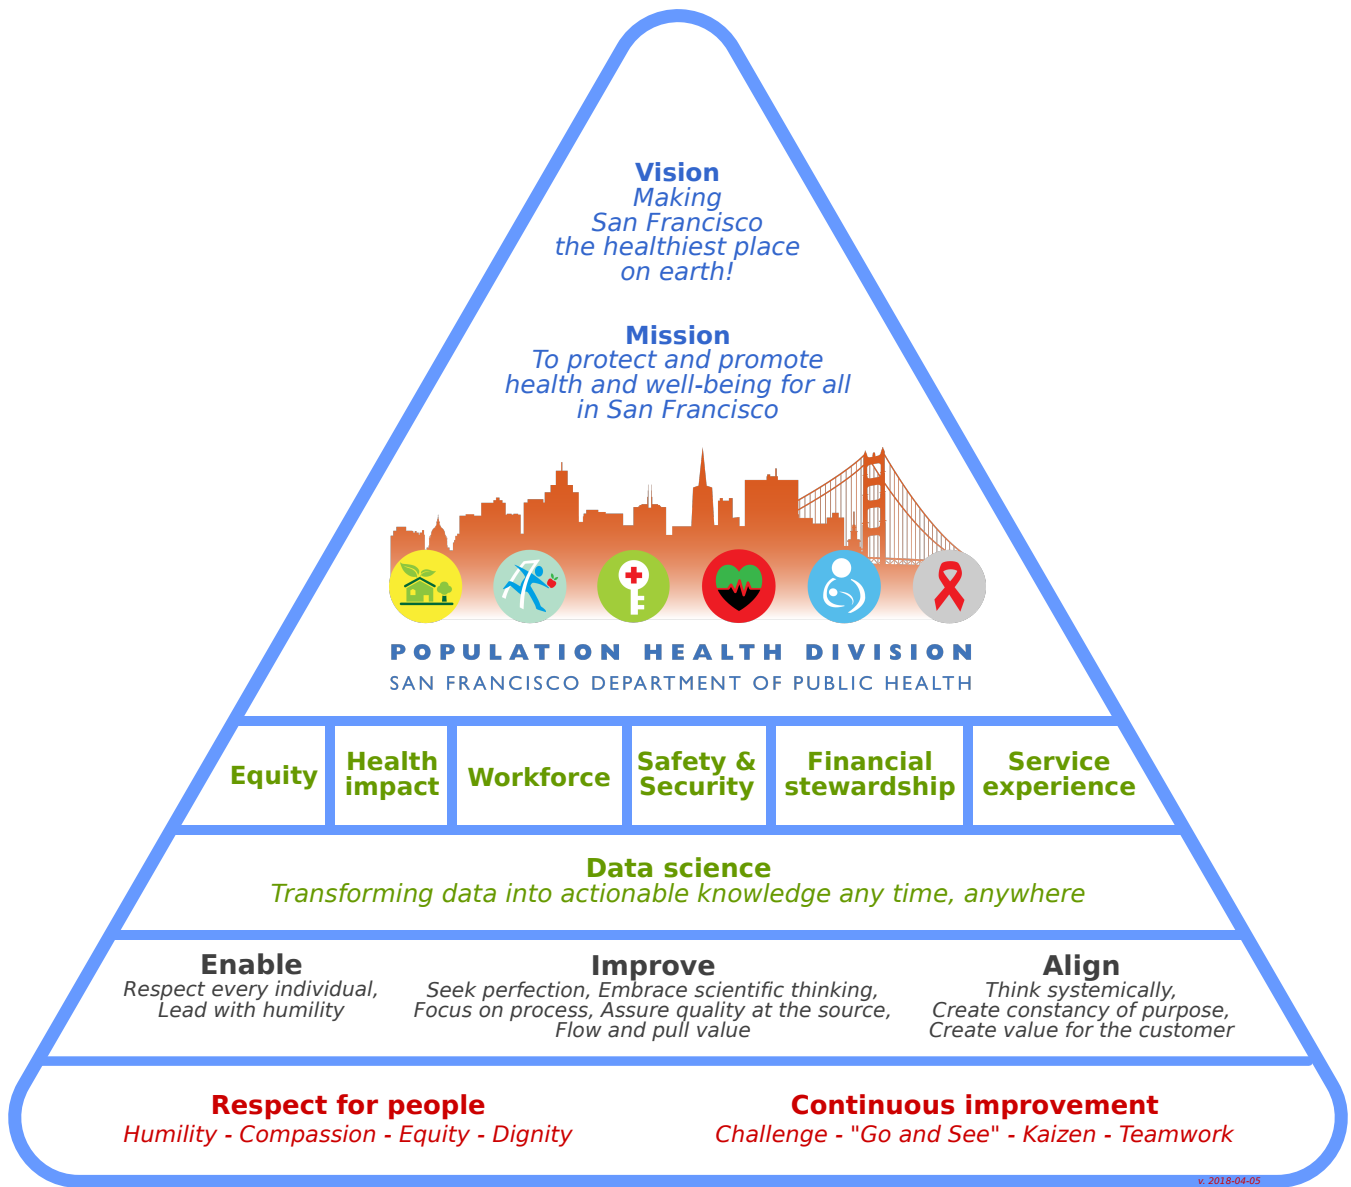 Vision
Making
San Francisco
the healthiest place
on earth!
Mission
To protect and promote
health and well-being for all
in San Francisco
POPULATION HEALTH DIVISION
SAN FRANCISCO DEPARTMENT OF PUBLIC HEALTH
Equity
Health
impact
Workforce
Safety &
Security
Financial
stewardship
Service
experience
Data science
Transforming data into actionable knowledge any time, anywhere
Enable
Respect every individual,
Lead with humility
Improve
Seek perfection, Embrace scientific thinking,
Focus on process, Assure quality at the source,
Flow and pull value
Align
Think systemically,
Create constancy of purpose,
Create value for the customer
Respect for people
Humility - Compassion - Equity - Dignity
Continuous improvement
Challenge - "Go and See" - Kaizen - Teamwork
v. 2018-04-05